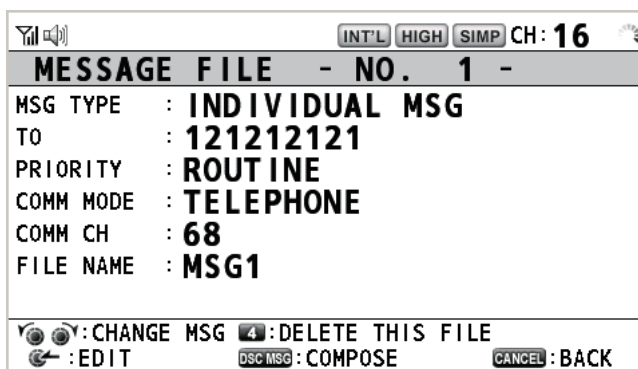 INT'L HIGH SIMP CH: 16
MESSAGE FILE - NO. 1 -
MSG TYPE : INDIVIDUAL MSG
TO : 121212121
PRIORITY : ROUTINE
COMM MODE : TELEPHONE
COMM CH : 68
FILE NAME : MSG1
:CHANGE MSG 4:DELETE THIS FILE
:EDIT DSC MSG:COMPOSE CANCEL:BACK